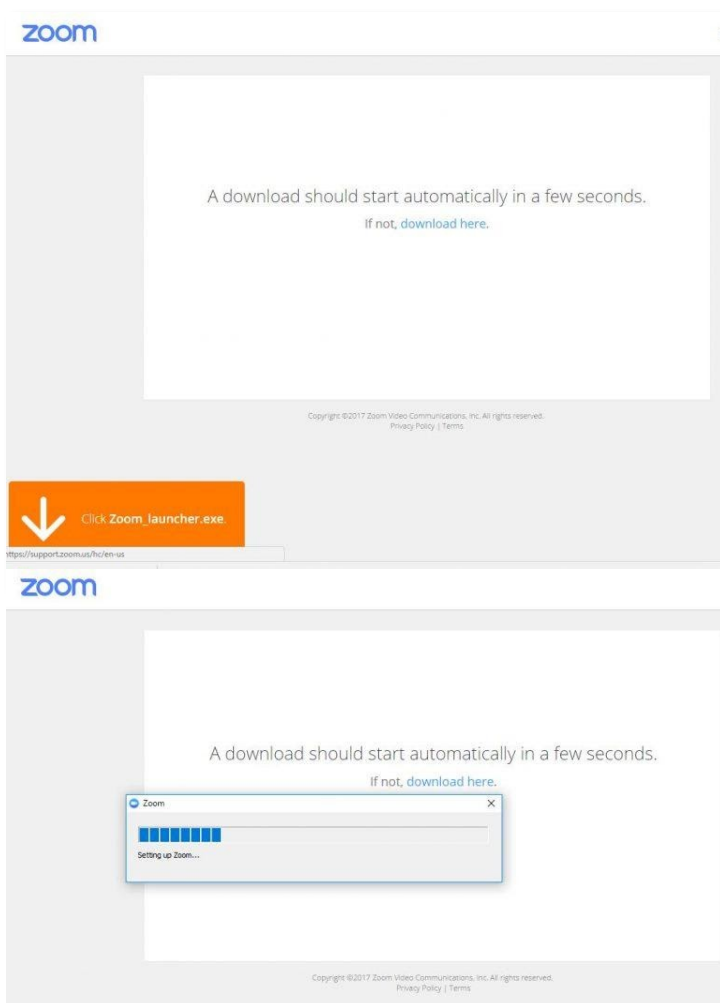 zoom
A download should start automatically in a few seconds.
If not, download here.
Copyright ©2017 Zoom Video Communications, Inc. All rights reserved.
Privacy Policy | Terms
Click Zoom_launcher.exe.
https://support.zoom.us/hc/en-us
zoom
A download should start automatically in a few seconds.
If not, download here.
Zoom
Setting up Zoom...
Copyright ©2017 Zoom Video Communications, Inc. All rights reserved.
Privacy Policy | Terms